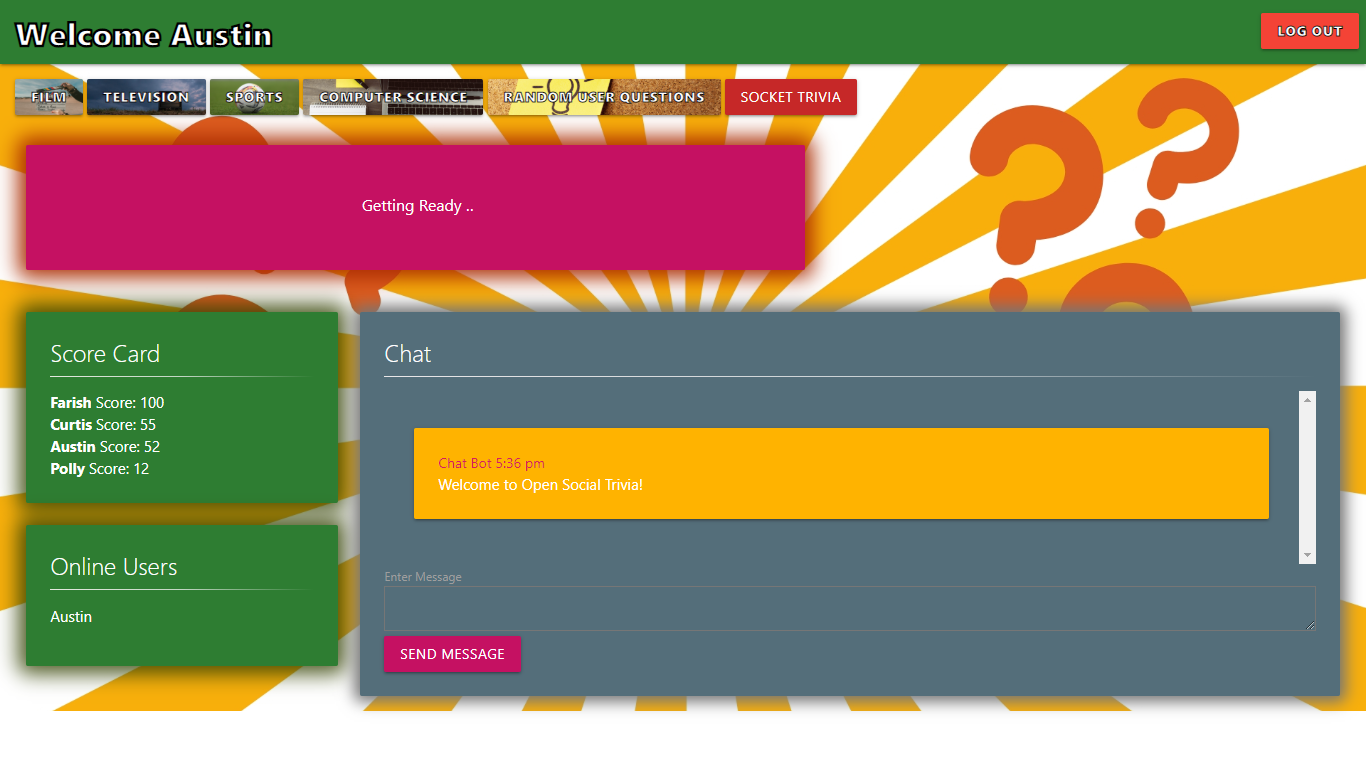 Welcome Austin
LOG OUT
FILM TELEVISION SPORTS COMPUTER SCIENCE RANDOM USER QUESTIONS SOCKET TRIVIA
Getting Ready ..
Score Card
Farish Score: 100
Curtis Score: 55
Austin Score: 52
Polly Score: 12
Online Users
Austin
Chat
Chat Bot 5:36 pm
Welcome to Open Social Trivia!
Enter Message
SEND MESSAGE